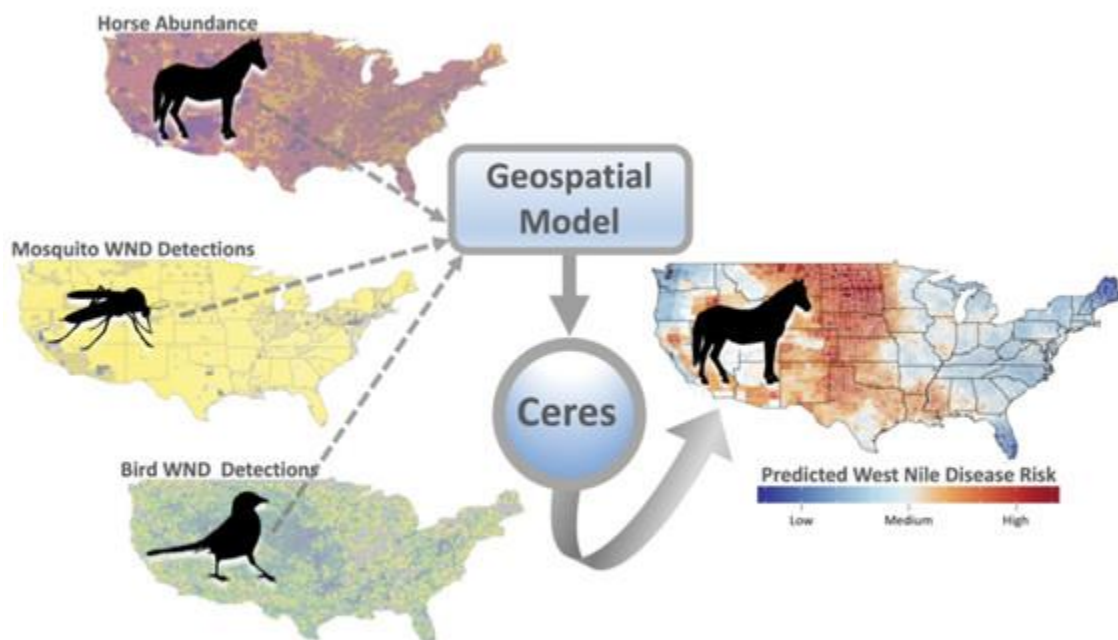 Horse Abundance
Geospatial
Model
Mosquito WND Detections
Ceres
Bird WND Detections
Predicted West Nile Disease Risk
Low
Medium
High